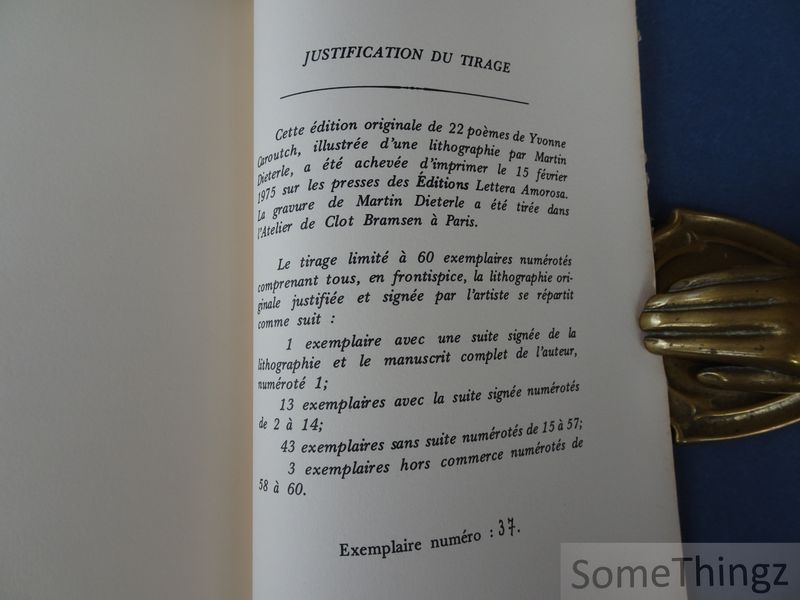 JUSTIFICATION DU TIRAGE
Cette édition originale de 22 poèmes de Yvonne
Caroutch, illustrée d'une lithographie par Martin
Dieterle, a été achevée d'imprimer le 15 février
1975 sur les presses des Éditions Lettera Amorosa.
La gravure de Martin Dieterle a été tirée dans
l'Atelier de Clot Bramsen à Paris.
Le tirage limité à 60 exemplaires numérotés
comprenant tous, en frontispice, la lithographie ori-
ginale justifiée et signée par l'artiste se répartit
comme suit :
1 exemplaire avec une suite signée de la
lithographie et le manuscrit complet de l'auteur,
numéroté 1;
13 exemplaires avec la suite signée numérotés
de 2 à 14;
43 exemplaires sans suite numérotés de 15 à 57;
3 exemplaires hors commerce numérotés de
58 à 60.
Exemplaire numéro : 37.
SomeThingz